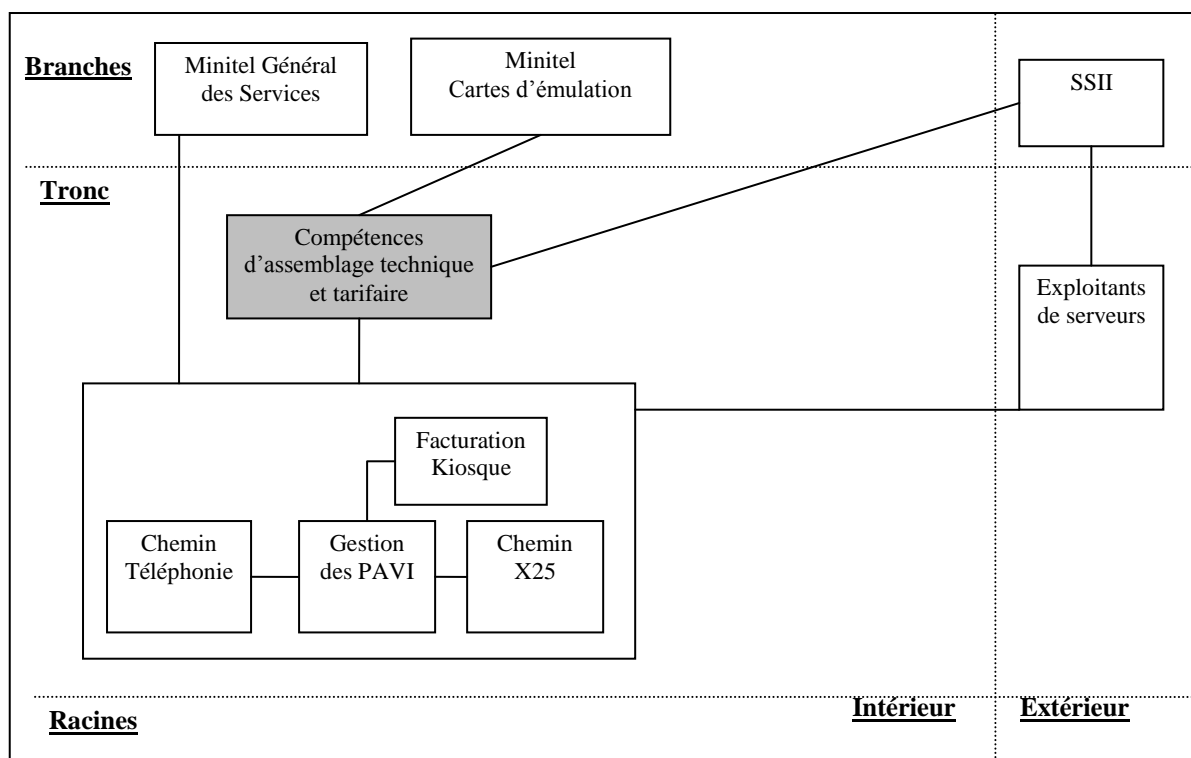 Branches
Minitel Général
des Services
Minitel
Cartes d'émulation
SSII
Tronc
Compétences
d'assemblage technique
et tarifaire
Exploitants
de serveurs
Facturation
Kiosque
Chemin
Téléphonie
Gestion
des PAVI
Chemin
X25
Racines
Intérieur
Extérieur